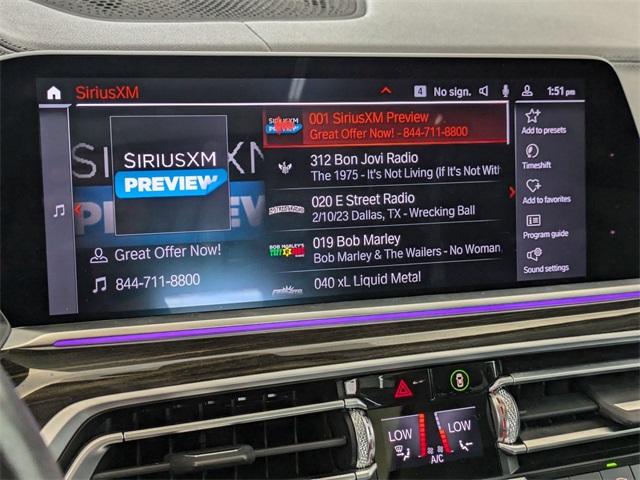 SiriusXM
4 No sign. 1:51 pm
SIRIUSXM
PREVIEW
Great Offer Now!
844-711-8800
001 SiriusXM Preview
Great Offer Now! - 844-711-8800
312 Bon Jovi Radio
The 1975 - It's Not Living (If It's Not With
020 E Street Radio
2/10/23 Dallas, TX - Wrecking Ball
BOB MARLEY'S
019 Bob Marley
Bob Marley & The Wailers - No Woman
040 xL Liquid Metal
Add to presets
Timeshift
Add to favorites
Program guide
Sound settings
LOW
LOW
A/C